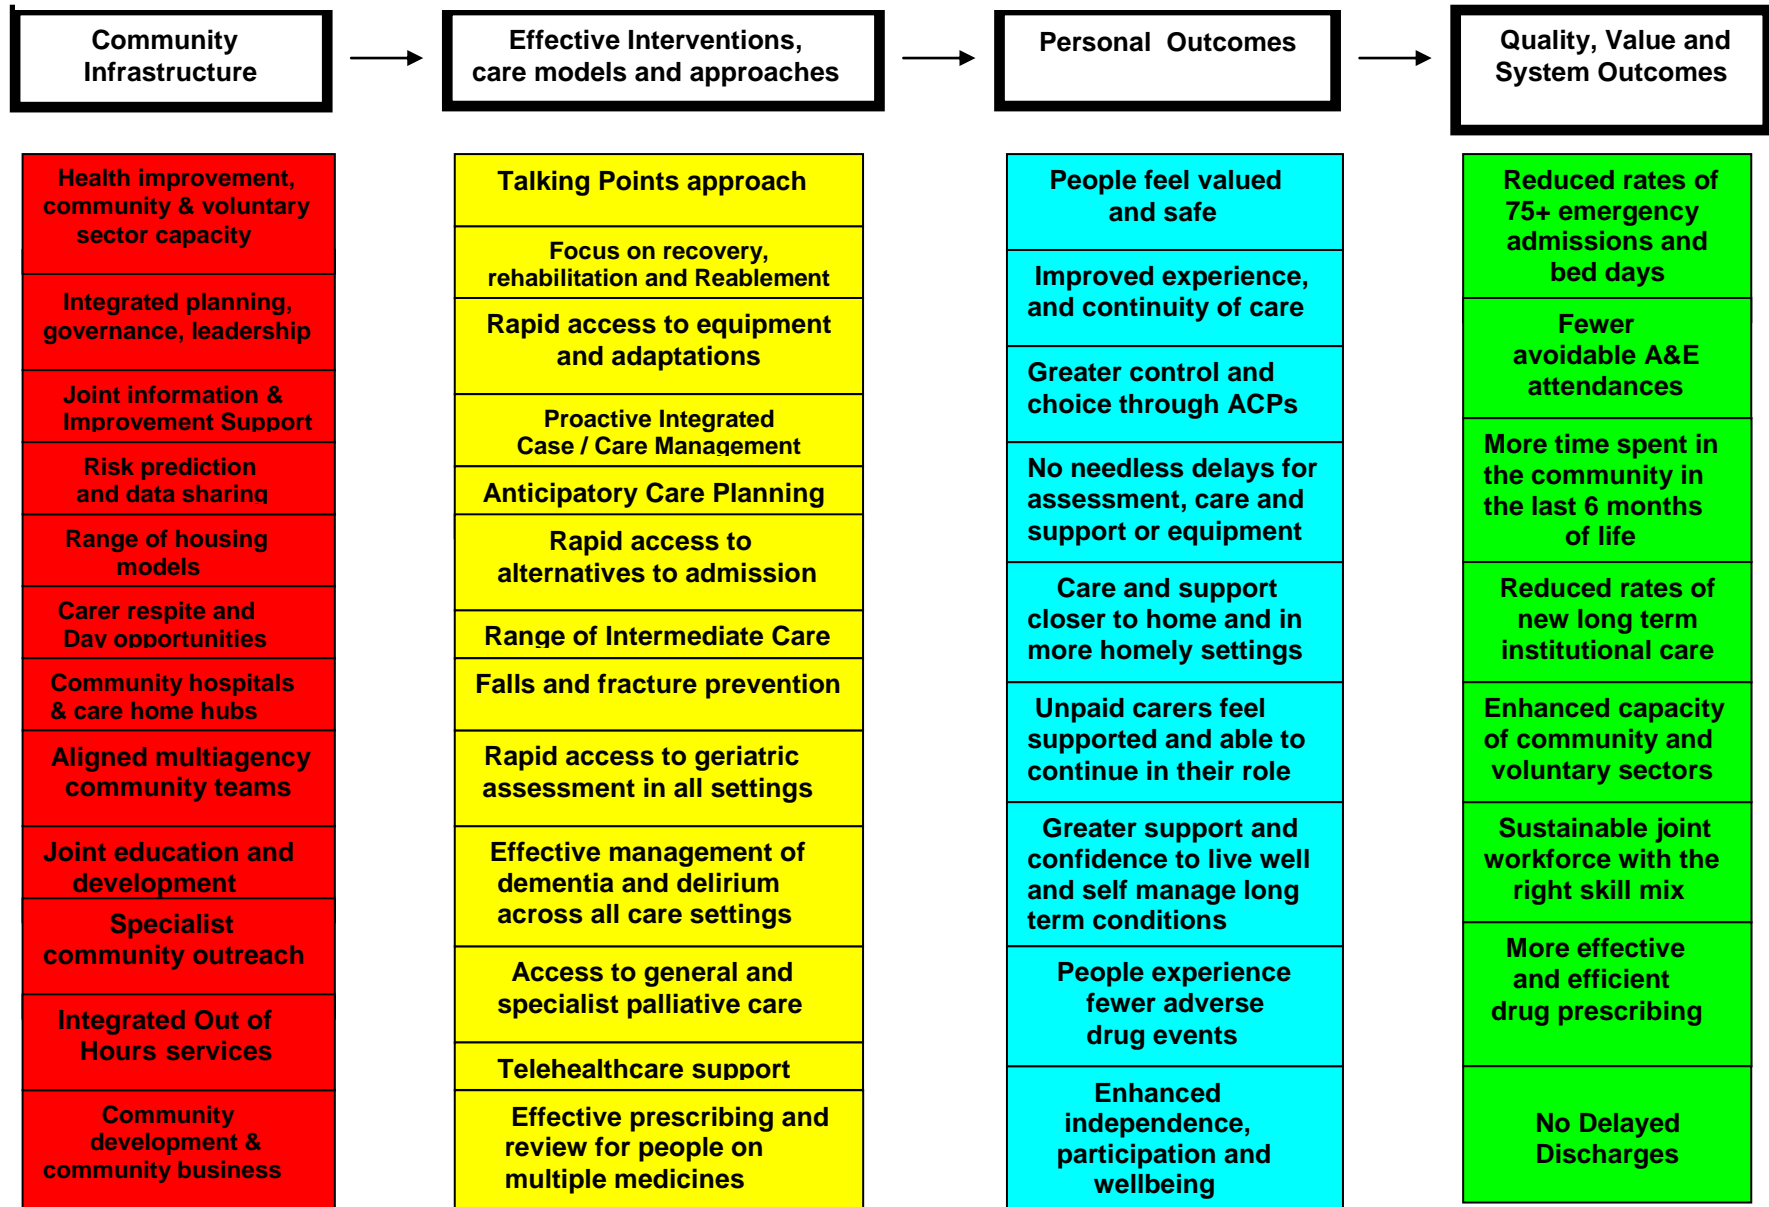 Community
Infrastructure
Effective Interventions,
care models and approaches
Personal Outcomes
Quality, Value and
System Outcomes
Health improvement,
community & voluntary
sector capacity
Integrated planning,
governance, leadership
Joint information &
Improvement Support
Risk prediction
and data sharing
Range of housing
models
Carer respite and
Day opportunities
Community hospitals
& care home hubs
Aligned multiagency
community teams
Joint education and
development
Specialist
community outreach
Integrated Out of
Hours services
Community
development &
community business
Talking Points approach
Focus on recovery,
rehabilitation and Reablement
Rapid access to equipment
and adaptations
Proactive Integrated
Case / Care Management
Anticipatory Care Planning
Rapid access to
alternatives to admission
Range of Intermediate Care
Falls and fracture prevention
Rapid access to geriatric
assessment in all settings
Effective management of
dementia and delirium
across all care settings
Access to general and
specialist palliative care
Telehealthcare support
Effective prescribing and
review for people on
multiple medicines
People feel valued
and safe
Improved experience,
and continuity of care
Greater control and
choice through ACPs
No needless delays for
assessment, care and
support or equipment
Care and support
closer to home and in
more homely settings
Unpaid carers feel
supported and able to
continue in their role
Greater support and
confidence to live well
and self manage long
term conditions
People experience
fewer adverse
drug events
Enhanced
independence,
participation and
wellbeing
Reduced rates of
75+ emergency
admissions and
bed days
Fewer
avoidable A&E
attendances
More time spent in
the community in
the last 6 months
of life
Reduced rates of
new long term
institutional care
Enhanced capacity
of community and
voluntary sectors
Sustainable joint
workforce with the
right skill mix
More effective
and efficient
drug prescribing
No Delayed
Discharges